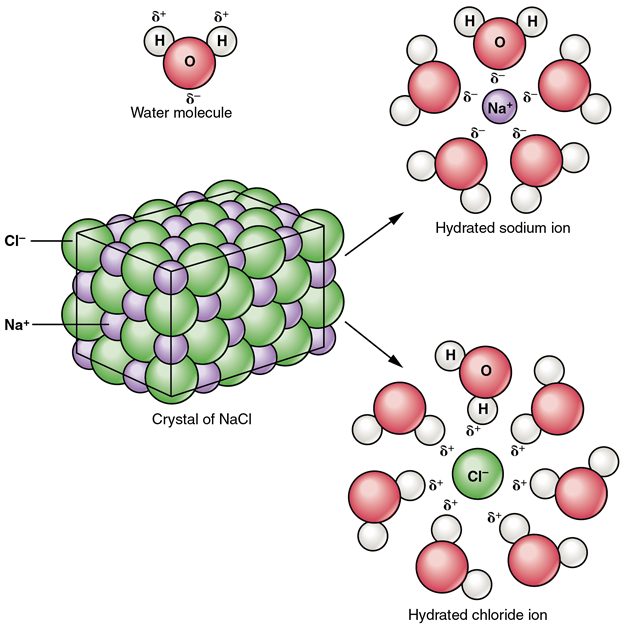 δ⁺ δ⁺
H H
O
δ⁻
Water molecule
H H
O
δ⁻
δ⁻ Na⁺ δ⁻
δ⁻ δ⁻
Hydrated sodium ion
Cl⁻
Na⁺
Crystal of NaCl
H
O
H
δ⁺
δ⁺ δ⁺
Cl⁻
δ⁺ δ⁺
δ⁺ δ⁺
Hydrated chloride ion